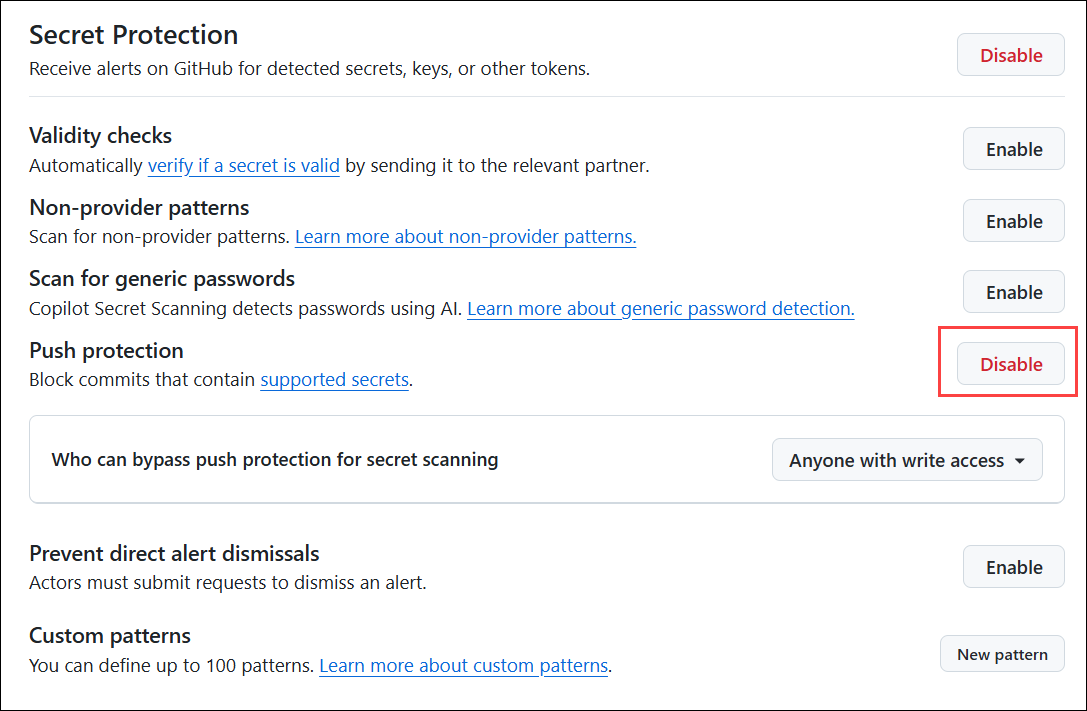 Secret Protection
Receive alerts on GitHub for detected secrets, keys, or other tokens.
Disable
Validity checks
Automatically verify if a secret is valid by sending it to the relevant partner.
Enable
Non-provider patterns
Scan for non-provider patterns. Learn more about non-provider patterns.
Enable
Scan for generic passwords
Copilot Secret Scanning detects passwords using AI. Learn more about generic password detection.
Enable
Push protection
Block commits that contain supported secrets.
Disable
Who can bypass push protection for secret scanning
Anyone with write access
Prevent direct alert dismissals
Actors must submit requests to dismiss an alert.
Enable
Custom patterns
You can define up to 100 patterns. Learn more about custom patterns.
New pattern